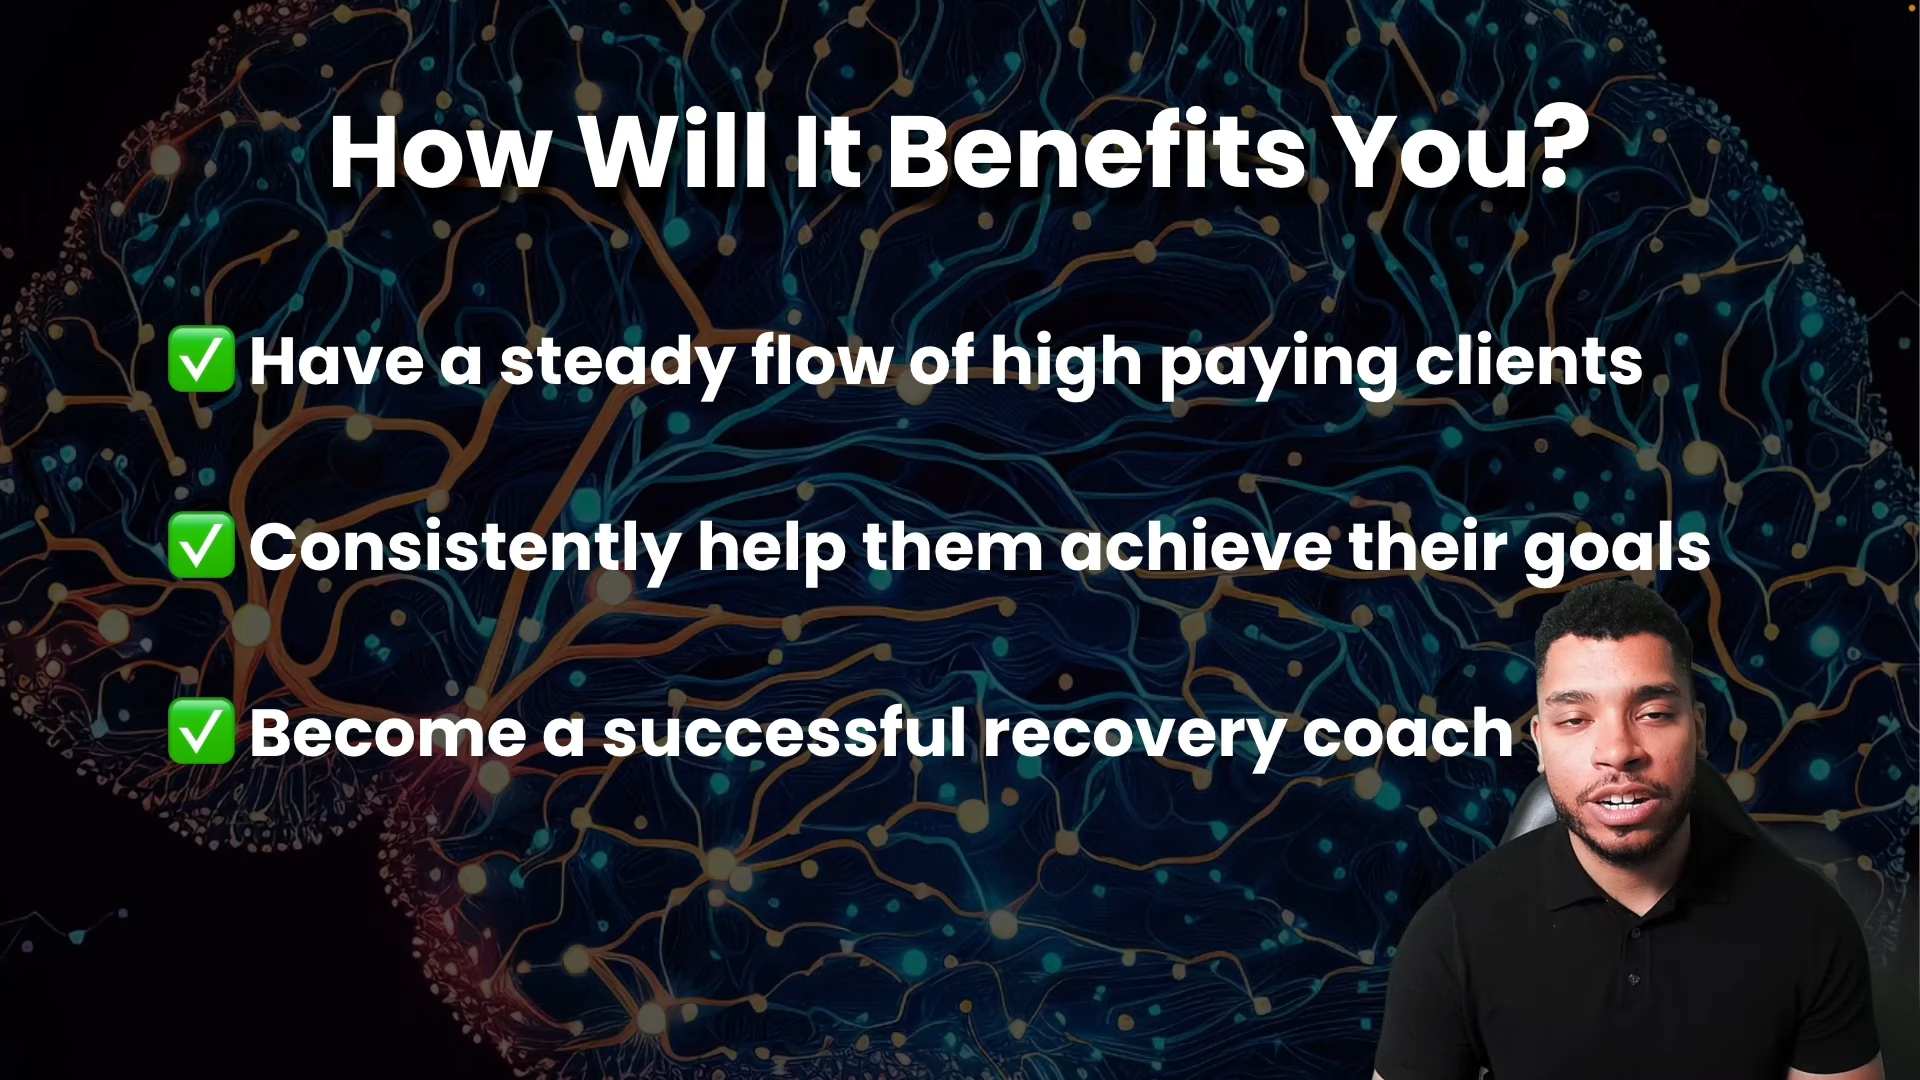 How Will It Benefits You?
✅ Have a steady flow of high paying clients
✅ Consistently help them achieve their goals
✅ Become a successful recovery coach